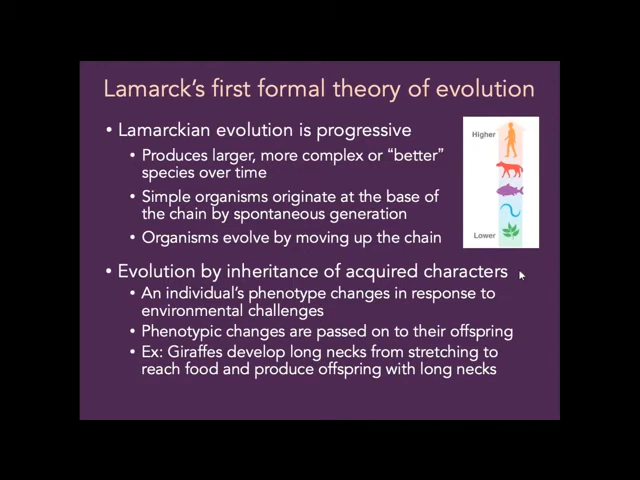 Lamarck's first formal theory of evolution
• Lamarckian evolution is progressive
• Produces larger, more complex or “better”
species over time
• Simple organisms originate at the base of
the chain by spontaneous generation
• Organisms evolve by moving up the chain
Higher
Lower
• Evolution by inheritance of acquired characters
• An individual's phenotype changes in response to
environmental challenges
• Phenotypic changes are passed on to their offspring
• Ex: Giraffes develop long necks from stretching to
reach food and produce offspring with long necks